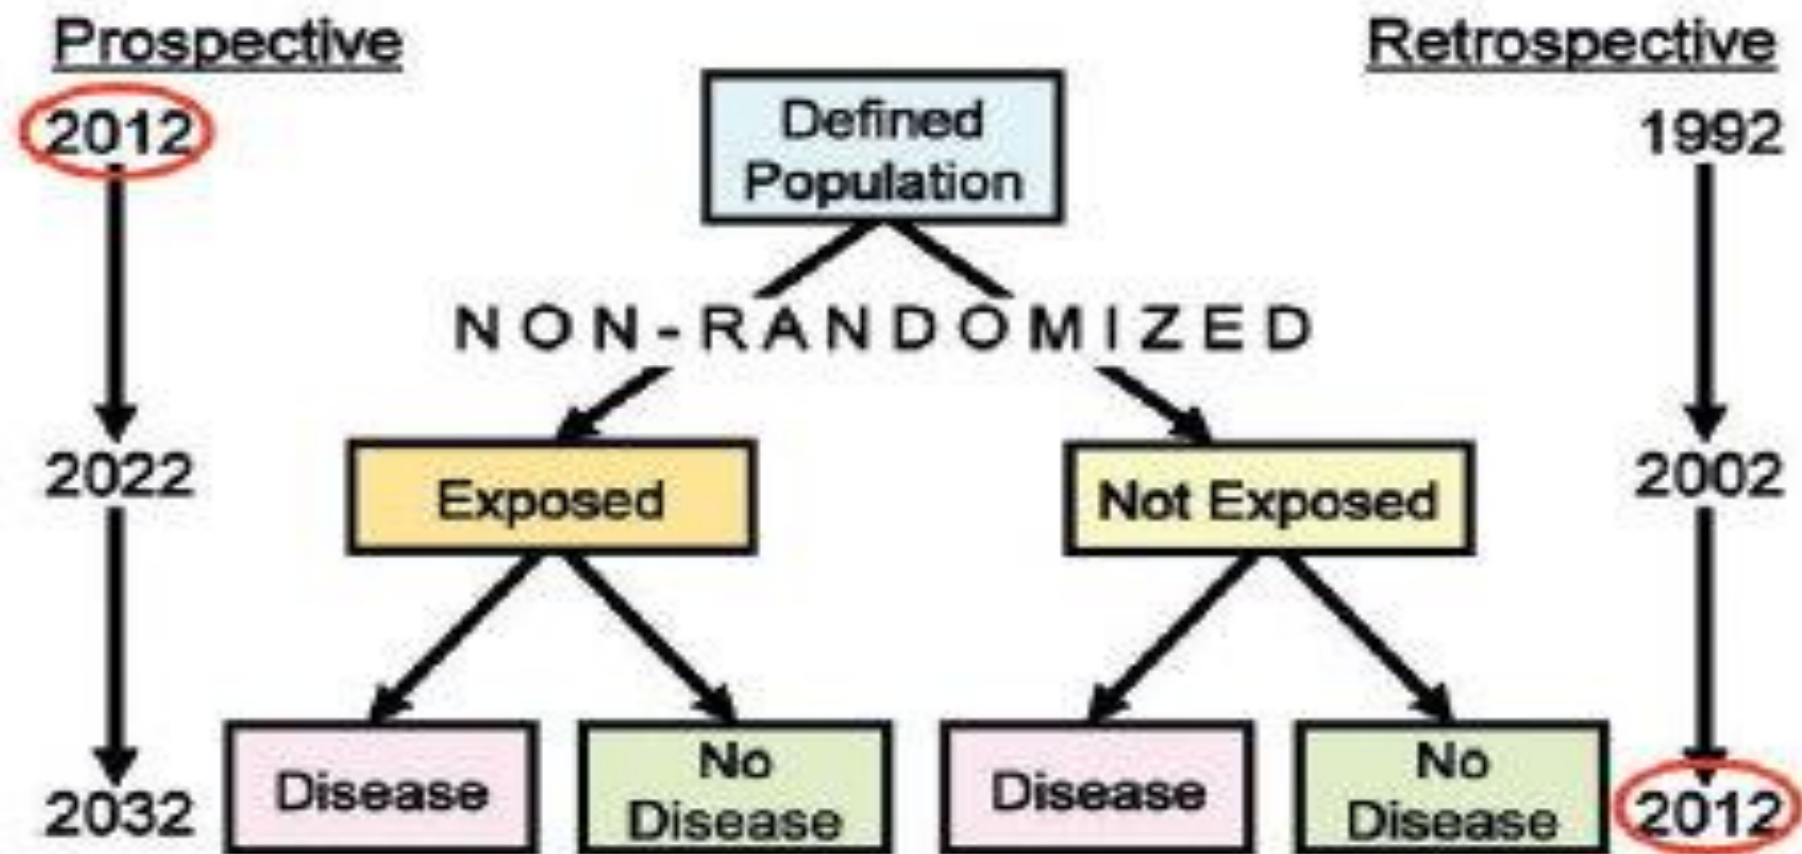 Prospective
Retrospective
2012
Defined
Population
1992
NON-RANDOMIZED
2022
Exposed
Not Exposed
2002
Disease
No
Disease
Disease
No
Disease
2032
2012